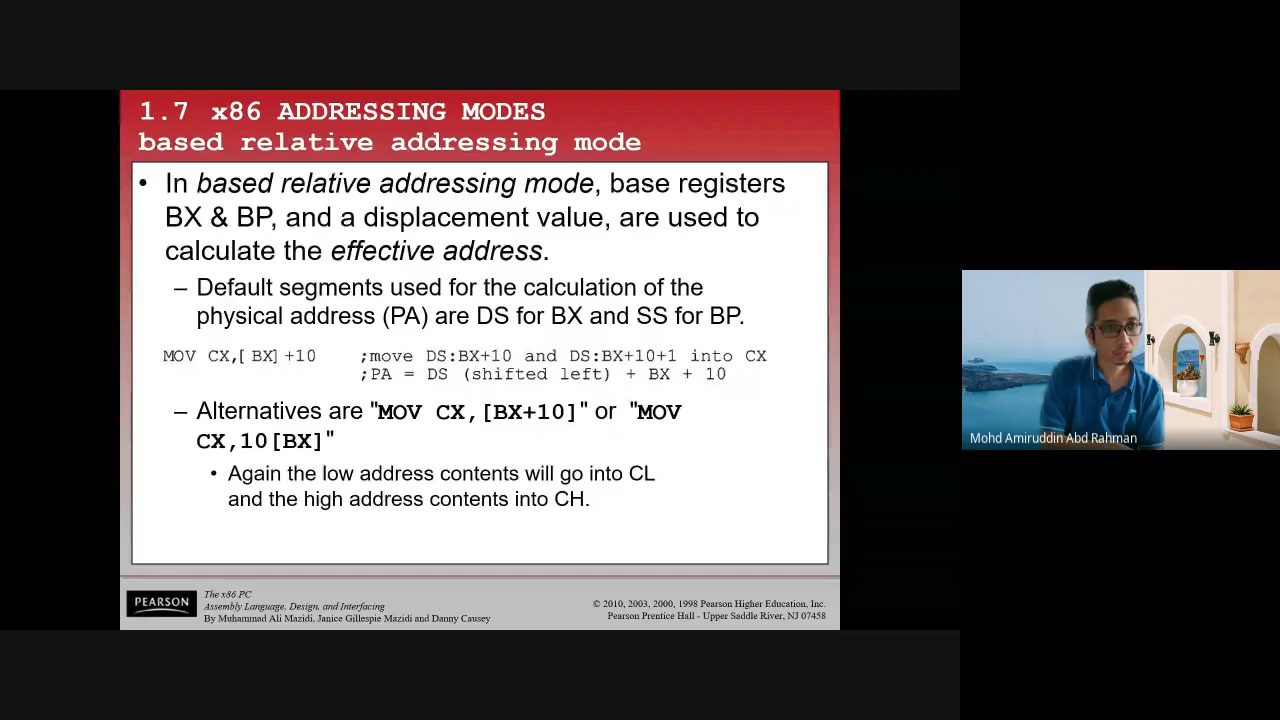 1.7 x86 ADDRESSING MODES
based relative addressing mode
• In based relative addressing mode, base registers
BX & BP, and a displacement value, are used to
calculate the effective address.
– Default segments used for the calculation of the
physical address (PA) are DS for BX and SS for BP.
MOV CX,[ BX] +10 ;move DS:BX+10 and DS:BX+10+1 into CX
;PA = DS (shifted left) + BX + 10
– Alternatives are "MOV CX,[BX+10]" or "MOV
CX,10[BX]"
• Again the low address contents will go into CL
and the high address contents into CH.
Mohd Amiruddin Abd Rahman
PEARSON
The x86 PC
Assembly Language, Design, and Interfacing
By Muhammad Ali Mazidi, Janice Gillespie Mazidi and Danny Causey
© 2010, 2003, 2000, 1998 Pearson Higher Education, Inc.
Pearson Prentice Hall - Upper Saddle River, NJ 07458